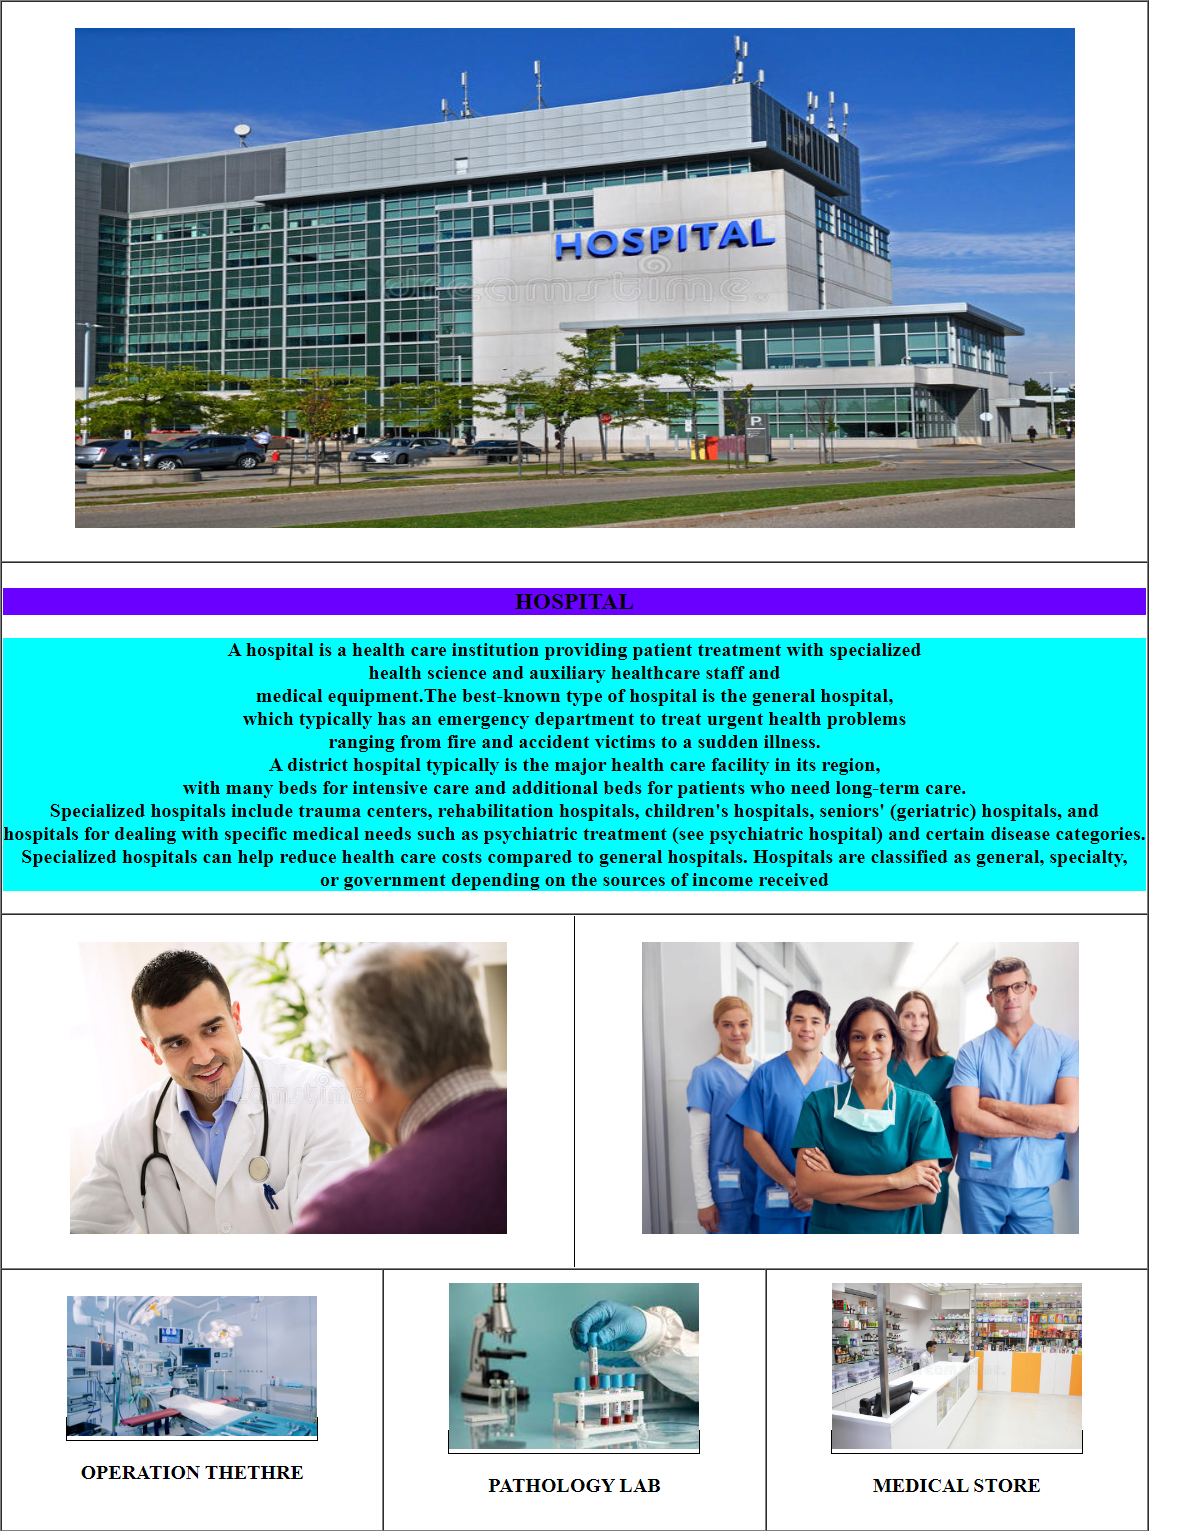 HOSPITAL
dreamstime
P
HOSPITAL
A hospital is a health care institution providing patient treatment with specialized
health science and auxiliary healthcare staff and
medical equipment.The best-known type of hospital is the general hospital,
which typically has an emergency department to treat urgent health problems
ranging from fire and accident victims to a sudden illness.
A district hospital typically is the major health care facility in its region,
with many beds for intensive care and additional beds for patients who need long-term care.
Specialized hospitals include trauma centers, rehabilitation hospitals, children's hospitals, seniors' (geriatric) hospitals, and
hospitals for dealing with specific medical needs such as psychiatric treatment (see psychiatric hospital) and certain disease categories.
Specialized hospitals can help reduce health care costs compared to general hospitals. Hospitals are classified as general, specialty,
or government depending on the sources of income received
dreamstime
OPERATION THETHRE
PATHOLOGY LAB
MEDICAL STORE